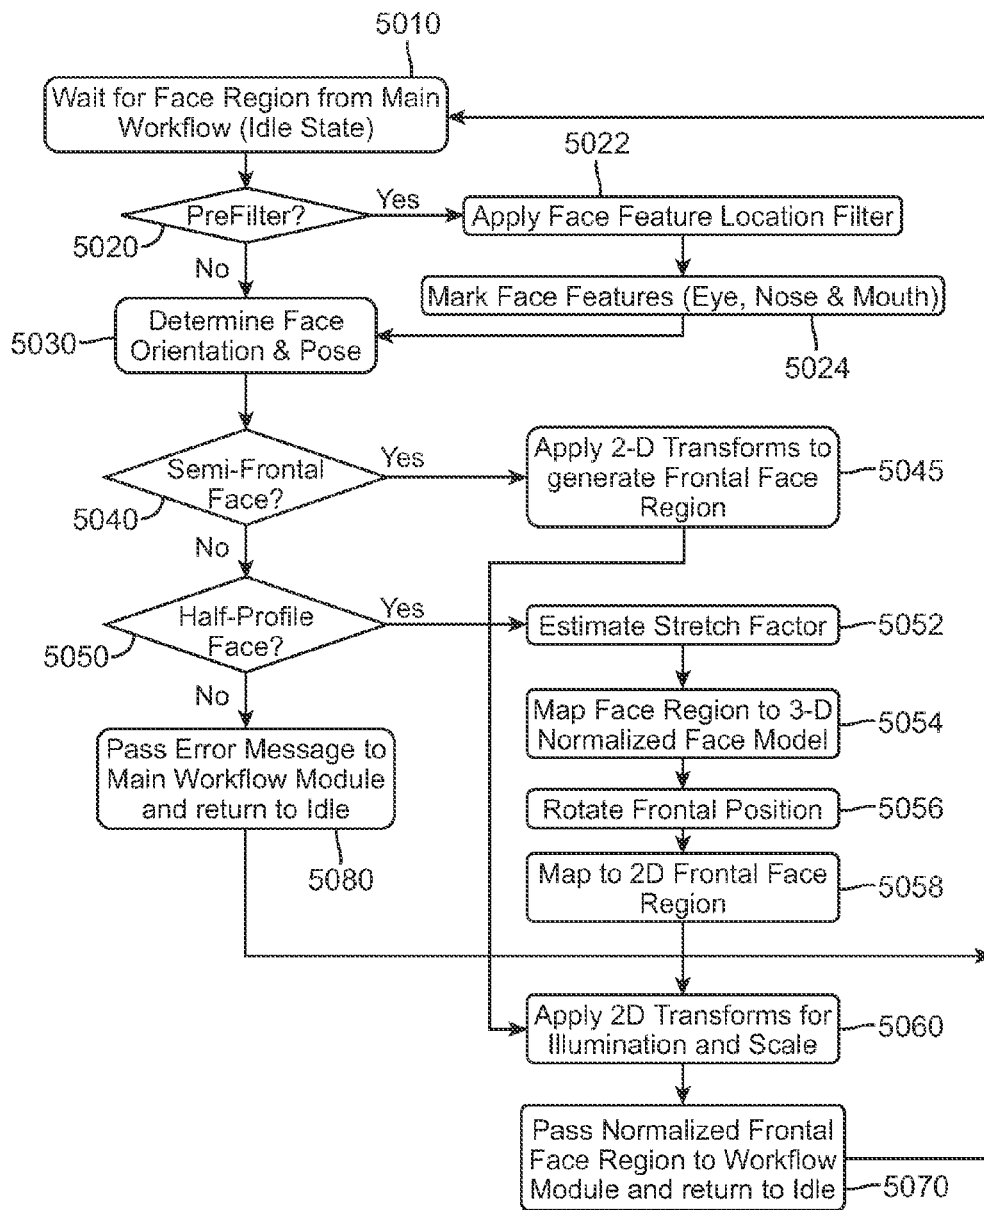 5010
Wait for Face Region from Main
Workflow (Idle State)
5022
PreFilter?
Yes
Apply Face Feature Location Filter
5020
No
Mark Face Features (Eye, Nose & Mouth)
5024
5030
Determine Face
Orientation & Pose
Semi-Frontal
Face?
Yes
5040
Apply 2-D Transforms to
generate Frontal Face
Region
5045
No
Half-Profile
Face?
Yes
5050
Estimate Stretch Factor
5052
No
Map Face Region to 3-D
Normalized Face Model
5054
Pass Error Message to
Main Workflow Module
and return to Idle
5080
Rotate Frontal Position
5056
Map to 2D Frontal Face
Region
5058
Apply 2D Transforms for
Illumination and Scale
5060
Pass Normalized Frontal
Face Region to Workflow
Module and return to Idle
5070